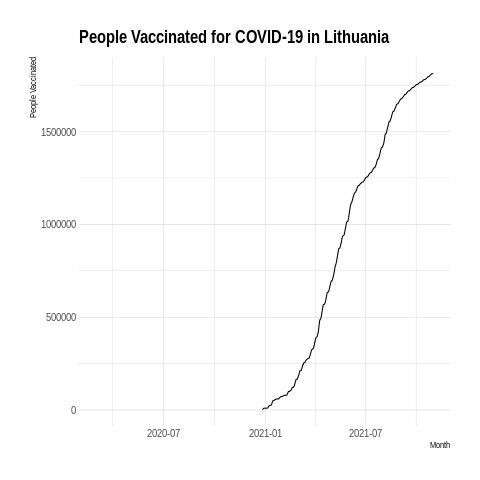 People Vaccinated for COVID-19 in Lithuania
People Vaccinated
1500000
1000000
500000
0
2020-07 2021-01 2021-07
Month